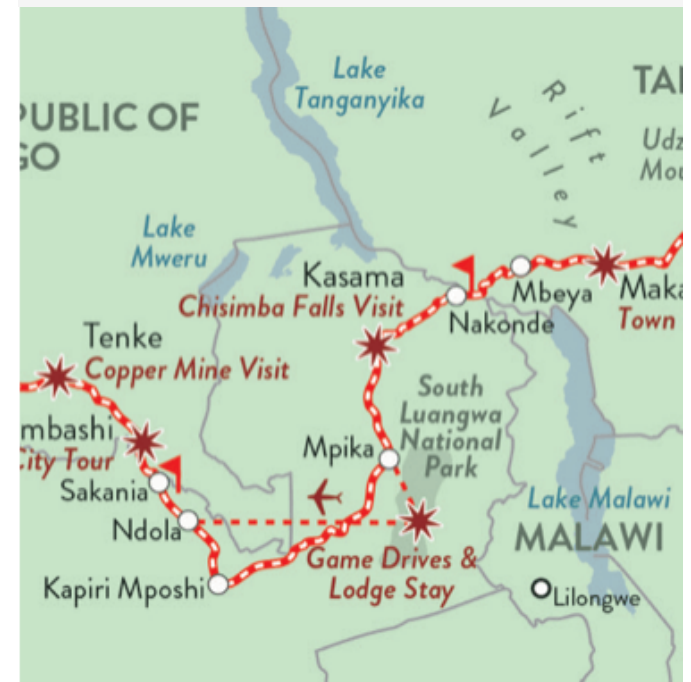 Lake
Tanganyika
Rift
Valley
TA
PUBLIC OF
GO
Udz
Mou
Lake
Mweru
Kasama
Chisimba Falls Visit
Mbeya
Maka
Town
Nakonde
Tenke
Copper Mine Visit
South
Luangwa
National
Park
mbashi
City Tour
Mpika
Sakania
Ndola
Lake Malawi
MALAWI
Game Drives &
Lodge Stay
Kapiri Mposhi
Lilongwe